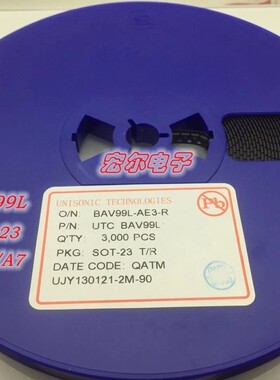 宏尔电子
99L
23
A7
UNISONIC TECHNOLOGIES
O/N: BAV99L-AE3-R
P/N: UTC BAV99L
Q'TY: 3,000 PCS
PKG: SOT-23 T/R
DATE CODE: QATM
UJY130121-2M-90
Pb